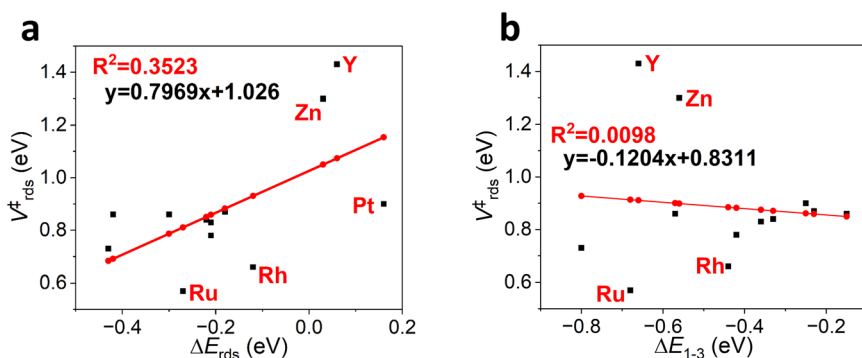 a
R²=0.3523
y=0.7969x+1.026
Y
Zn
Pt
Ru
Rh
1.4
1.2
1.0
0.8
0.6
V‡rds (eV)
−0.4
−0.2
0.0
0.2
ΔErds (eV)
b
Y
Zn
R²=0.0098
y=-0.1204x+0.8311
Rh
Ru
1.4
1.2
1.0
0.8
0.6
V‡rds (eV)
−0.8
−0.6
−0.4
−0.2
ΔE1-3 (eV)